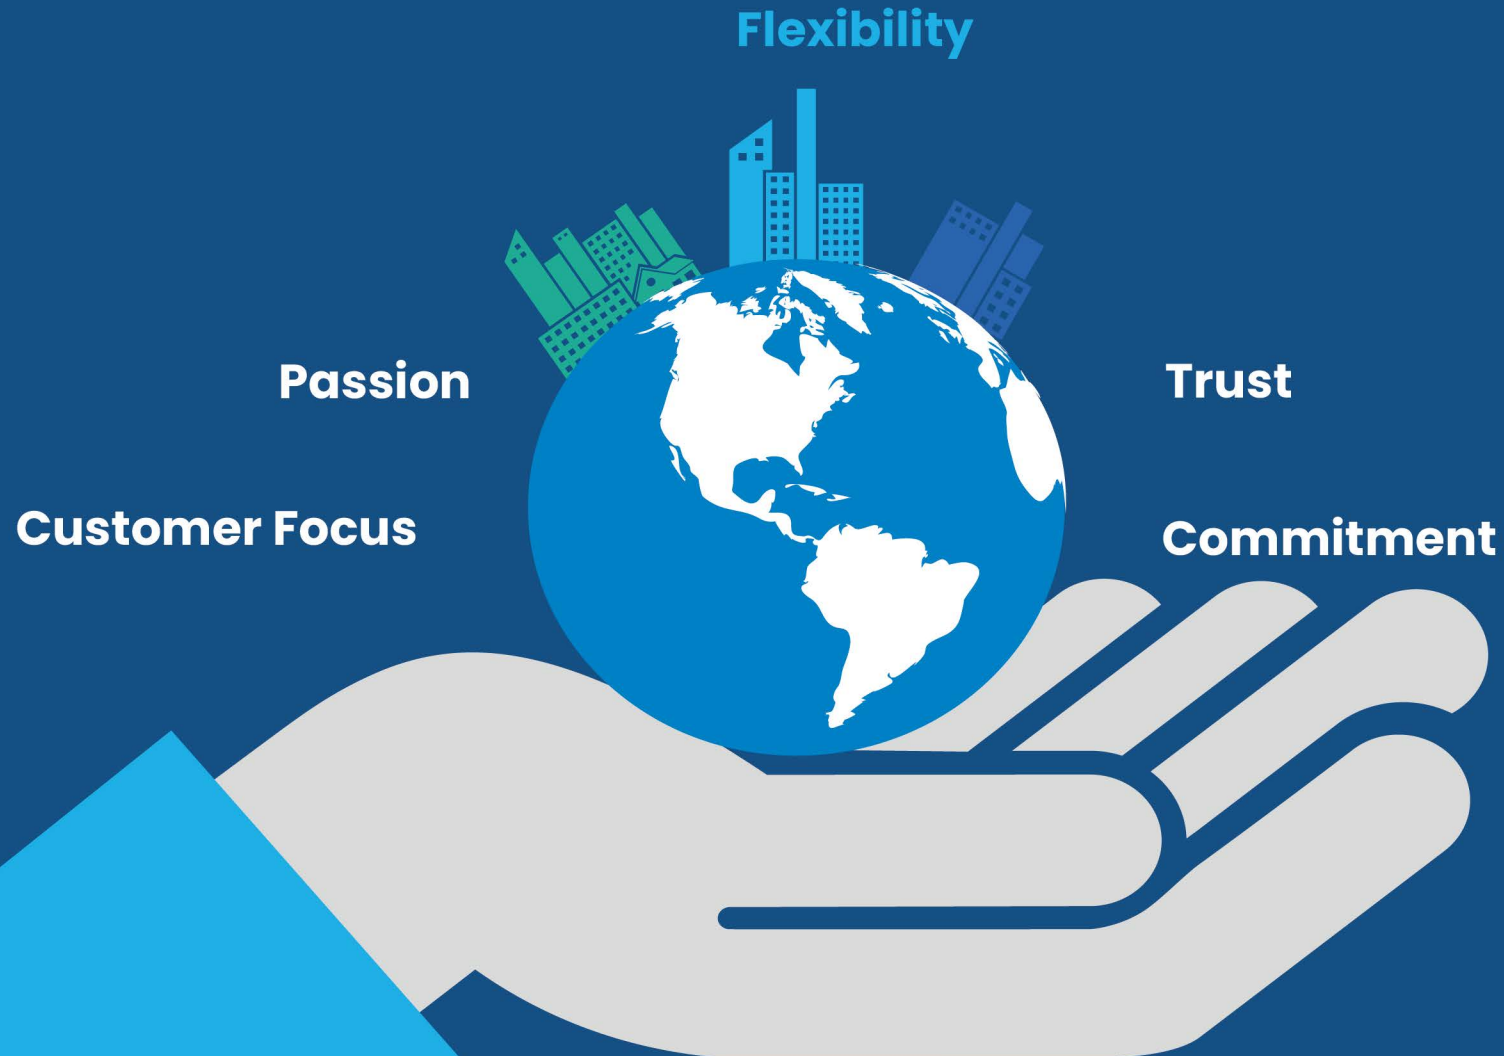 Flexibility
Passion
Trust
Customer Focus
Commitment